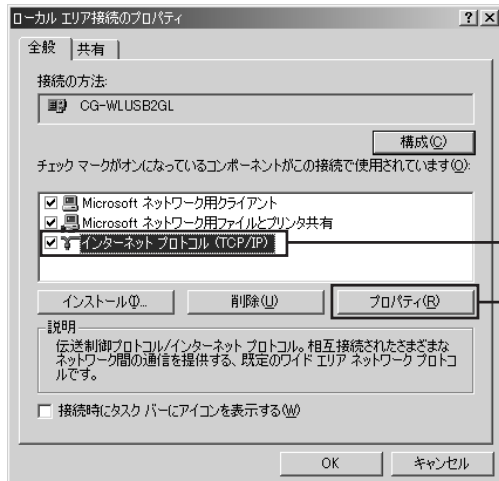 ローカル エリア接続のプロパティ
全般
共有
接続の方法:
CG-WLUSB2GL
構成(C)
チェック マークがオンになっているコンポーネントがこの接続で使用されています(O):
Microsoft ネットワーク用クライアント
Microsoft ネットワーク用ファイルとプリンタ共有
インターネット プロトコル (TCP/IP)
インストール(I)...
削除(U)
プロパティ(R)
説明
伝送制御プロトコル/インターネット プロトコル。相互接続されたさまざまな
ネットワーク間の通信を提供する、既定のワイド エリア ネットワーク プロトコ
ルです。
接続時にタスク バーにアイコンを表示する(W)
OK
キャンセル